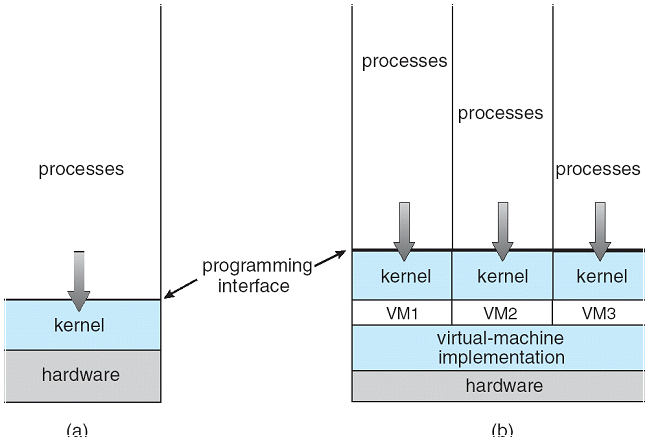 processes
kernel
hardware
(a)
programming
interface
processes
processes
processes
kernel
kernel
kernel
VM1
VM2
VM3
virtual-machine
implementation
hardware
(b)